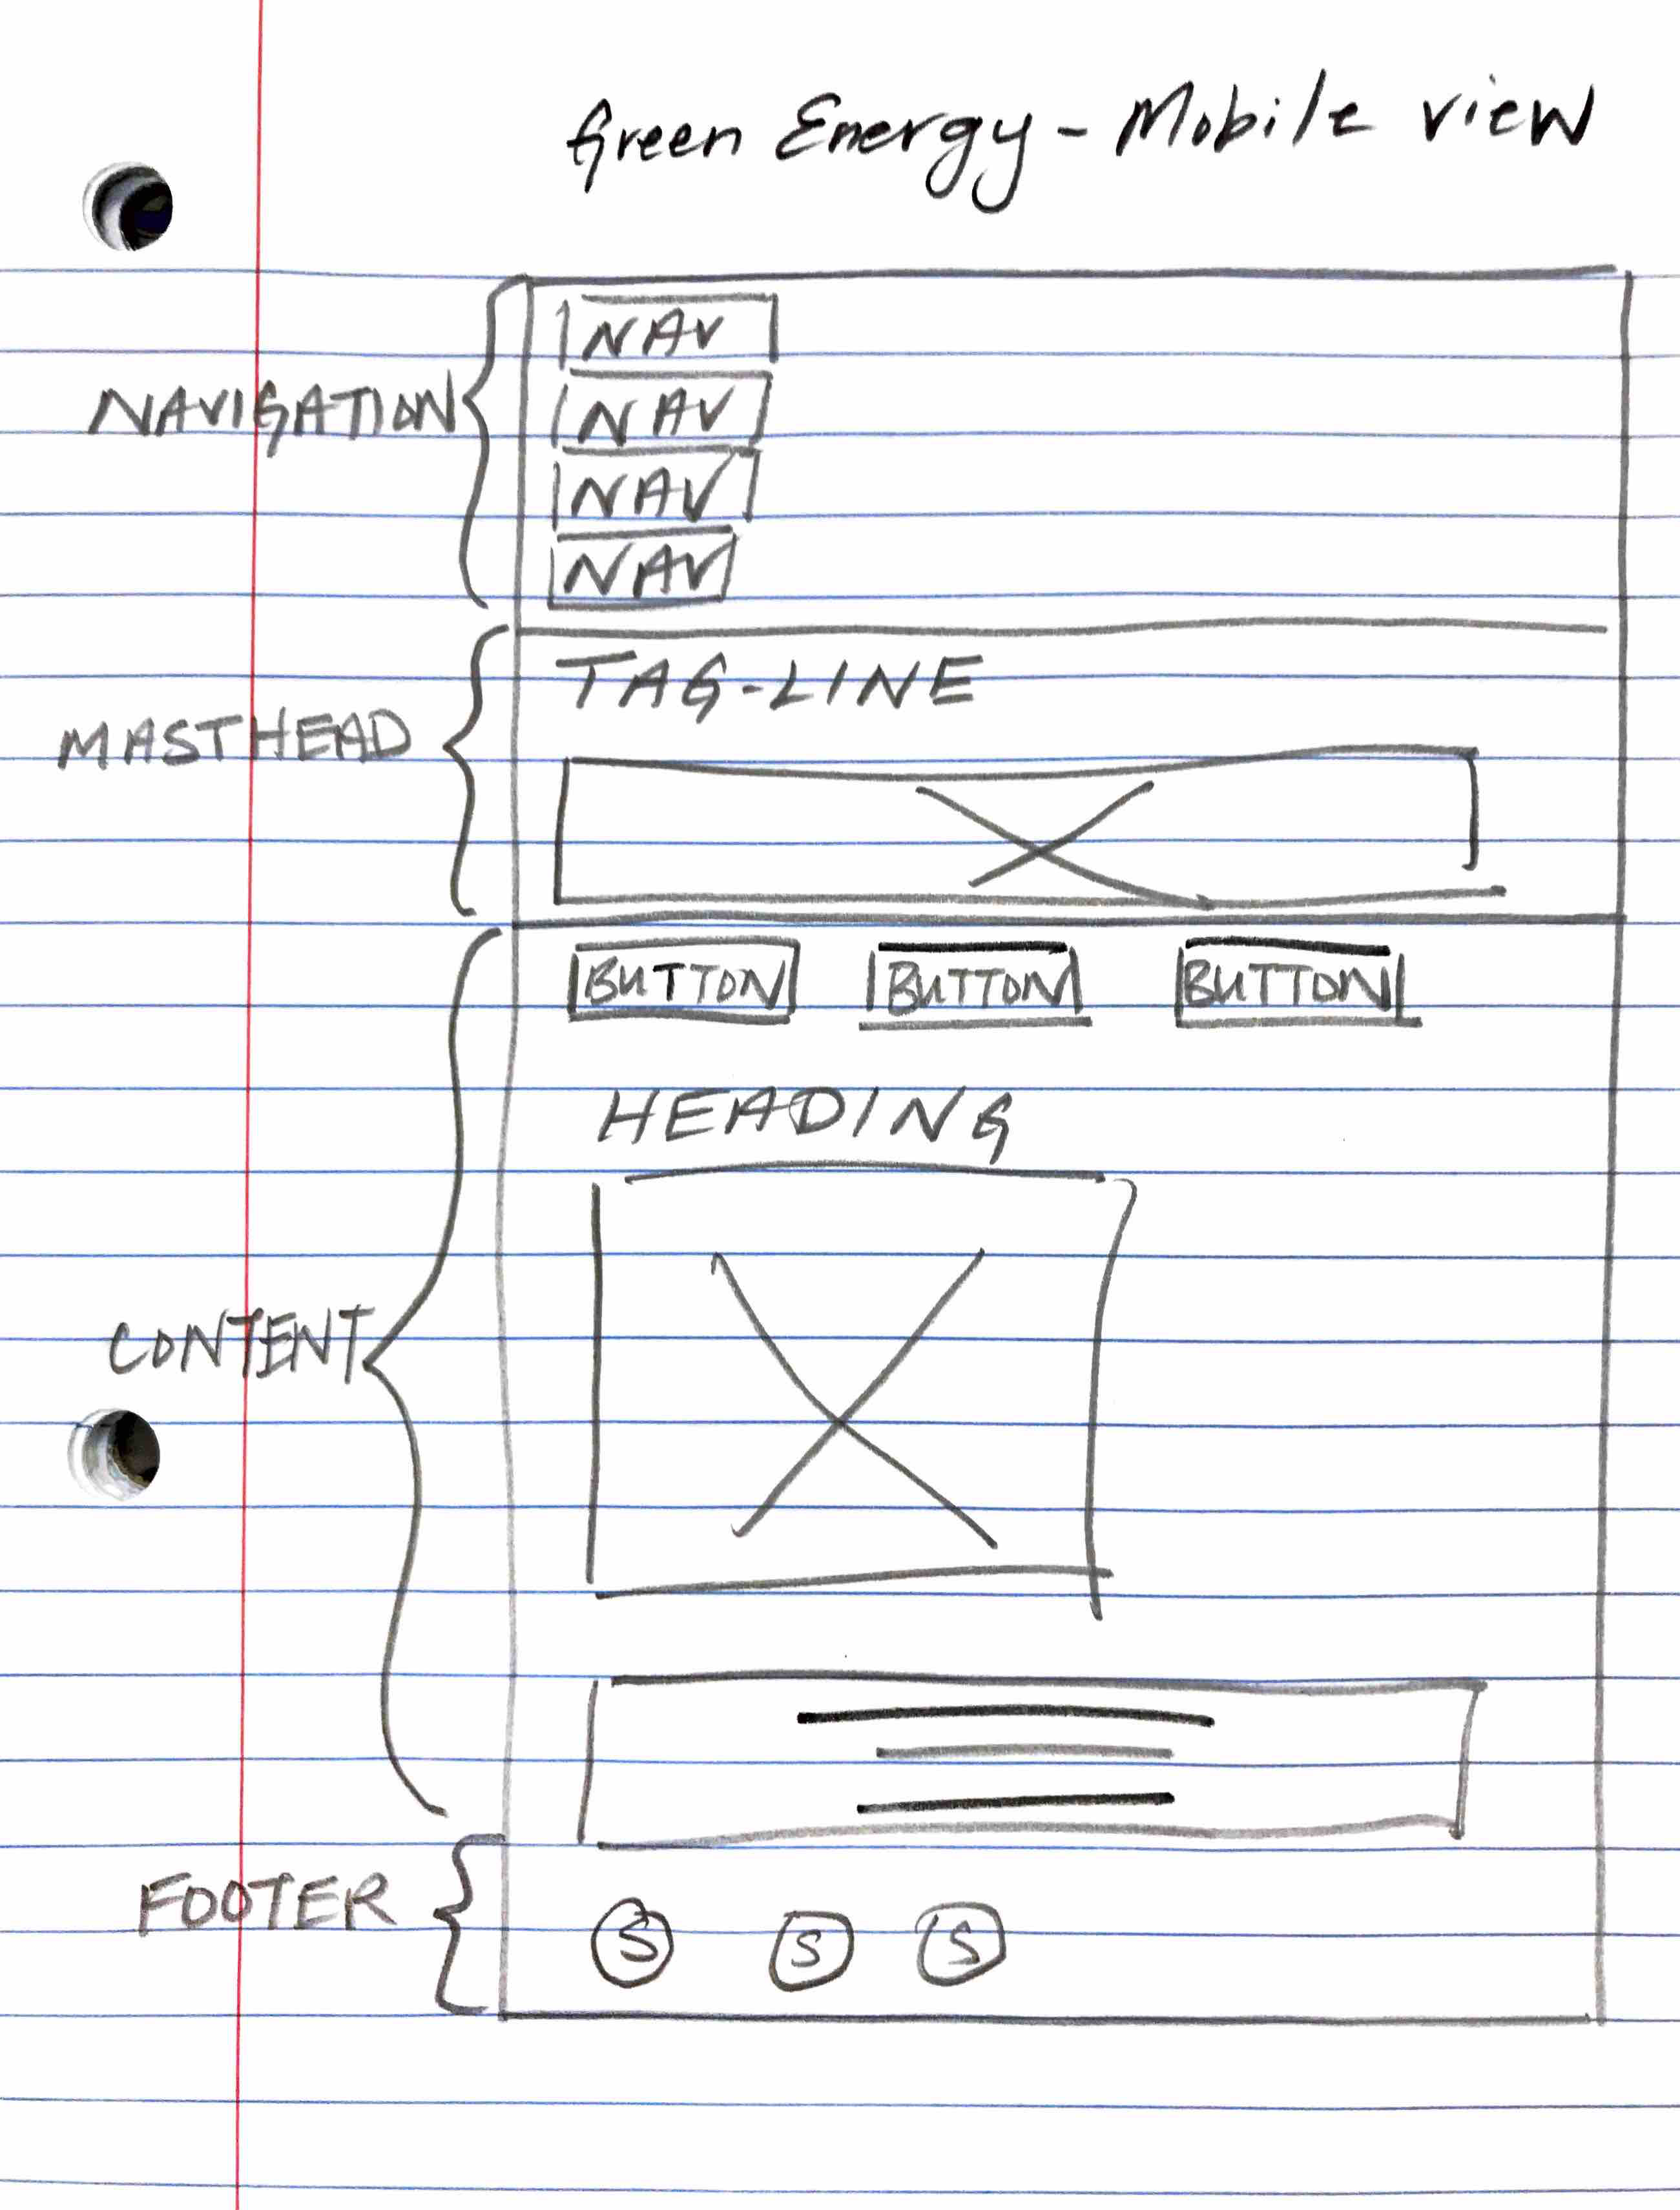 Green Energy - Mobile view
NAV
NAV
NAVIGATION
NAV
NAV
TAG-LINE
MASTHEAD
BUTTON BUTTON BUTTON
HEADING
CONTENT
FOOTER
S S S